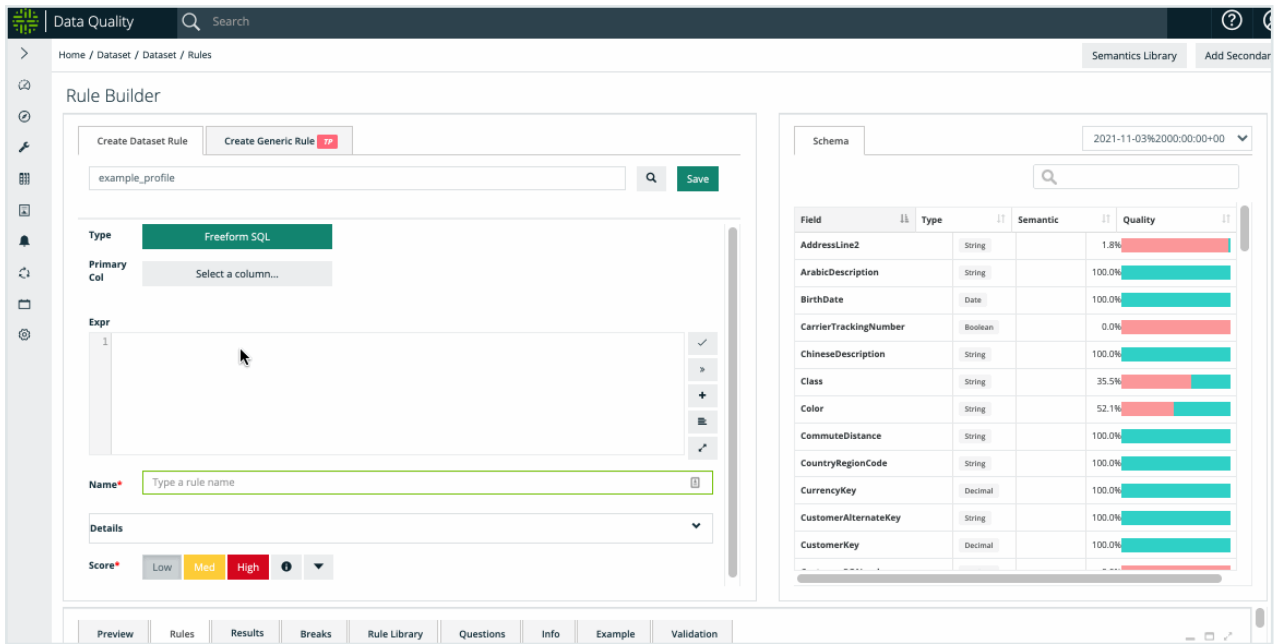 Data Quality
Search
Home / Dataset / Dataset / Rules
Semantics Library
Add Secondar
Rule Builder
Create Dataset Rule
Create Generic Rule TP
example_profile
Save
Type
Freeform SQL
Primary
Col
Select a column...
Expr
1
Name*
Type a rule name
Details
Score*
Low
Med
High
Schema
2021-11-03%2000:00:00+00
Field Type Semantic Quality
AddressLine2 String 1.8%
ArabicDescription String 100.0%
BirthDate Date 100.0%
CarrierTrackingNumber Boolean 0.0%
ChineseDescription String 100.0%
Class String 35.5%
Color String 52.1%
CommuteDistance String 100.0%
CountryRegionCode String 100.0%
CurrencyKey Decimal 100.0%
CustomerAlternateKey String 100.0%
CustomerKey Decimal 100.0%
Preview
Rules
Results
Breaks
Rule Library
Questions
Info
Example
Validation